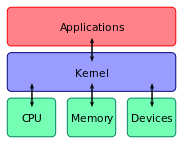 Applications
Kernel
CPU
Memory
Devices